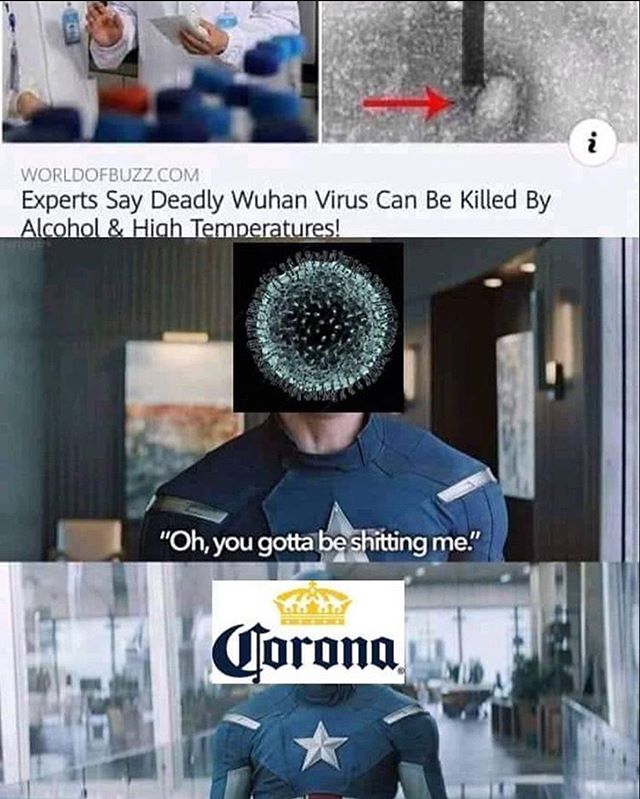 i
WORLDOFBUZZ.COM
Experts Say Deadly Wuhan Virus Can Be Killed By
Alcohol & High Temperatures!
"Oh, you gotta be shitting me."
Corona